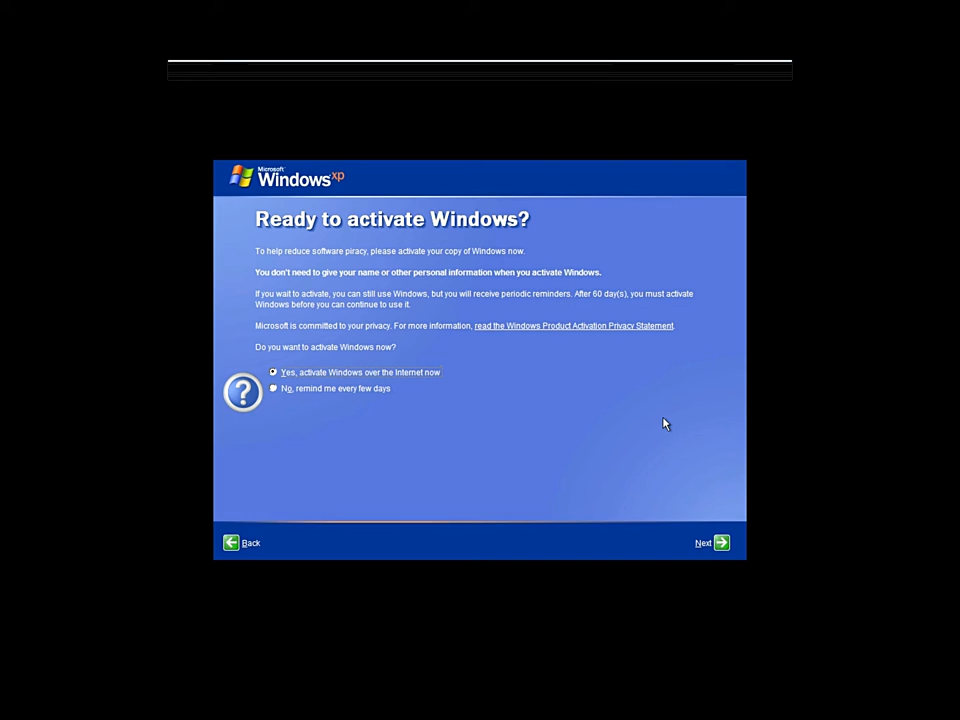 Microsoft
Windows xp
Ready to activate Windows?
To help reduce software piracy, please activate your copy of Windows now.
You don't need to give your name or other personal information when you activate Windows.
If you wait to activate, you can still use Windows, but you will receive periodic reminders. After 60 day(s), you must activate
Windows before you can continue to use it.
Microsoft is committed to your privacy. For more information, read the Windows Product Activation Privacy Statement.
Do you want to activate Windows now?
Yes, activate Windows over the Internet now
No, remind me every few days
Back
Next